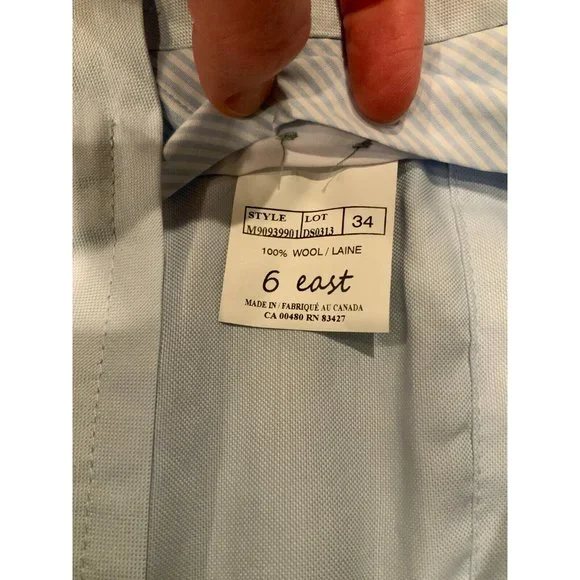 STYLE LOT 34
M90939901 DS0313
100% WOOL / LAINE
6 east
MADE IN / FABRIQUÉ AU CANADA
CA 00480 RN 83427